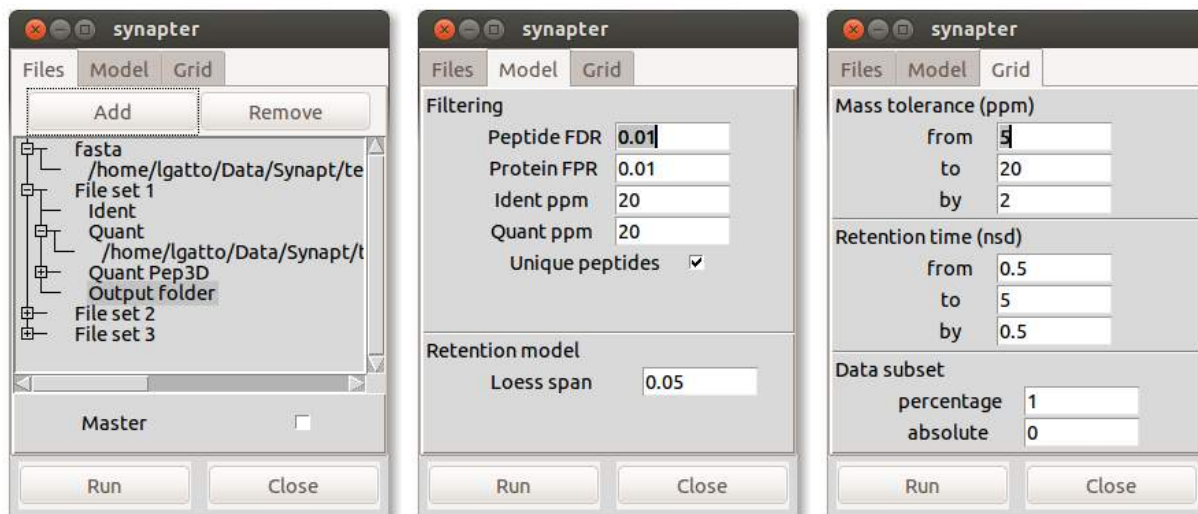 synapter
Files Model Grid
Add Remove
fasta
/home/lgatto/Data/Synapt/te
File set 1
Ident
Quant
/home/lgatto/Data/Synapt/t
Quant Pep3D
Output folder
File set 2
File set 3
Master
Run Close
synapter
Files Model Grid
Filtering
Peptide FDR 0.01
Protein FPR 0.01
Ident ppm 20
Quant ppm 20
Unique peptides
Retention model
Loess span 0.05
Run Close
synapter
Files Model Grid
Mass tolerance (ppm)
from 5
to 20
by 2
Retention time (nsd)
from 0.5
to 5
by 0.5
Data subset
percentage 1
absolute 0
Run Close